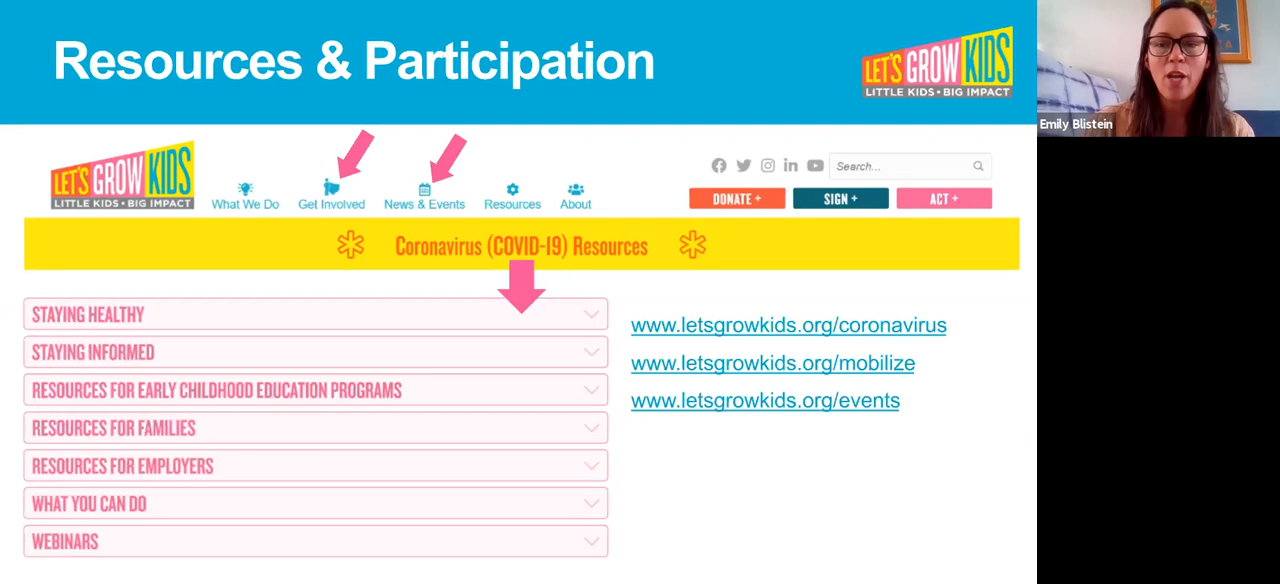 Resources & Participation
LET'S GROW KIDS
LITTLE KIDS • BIG IMPACT
Emily Blistein
LET'S GROW KIDS
LITTLE KIDS • BIG IMPACT
What We Do
Get Involved
News & Events
Resources
About
Search...
DONATE +
SIGN +
ACT +
Coronavirus (COVID-19) Resources
STAYING HEALTHY
STAYING INFORMED
RESOURCES FOR EARLY CHILDHOOD EDUCATION PROGRAMS
RESOURCES FOR FAMILIES
RESOURCES FOR EMPLOYERS
WHAT YOU CAN DO
WEBINARS
www.letsgrowkids.org/coronavirus
www.letsgrowkids.org/mobilize
www.letsgrowkids.org/events